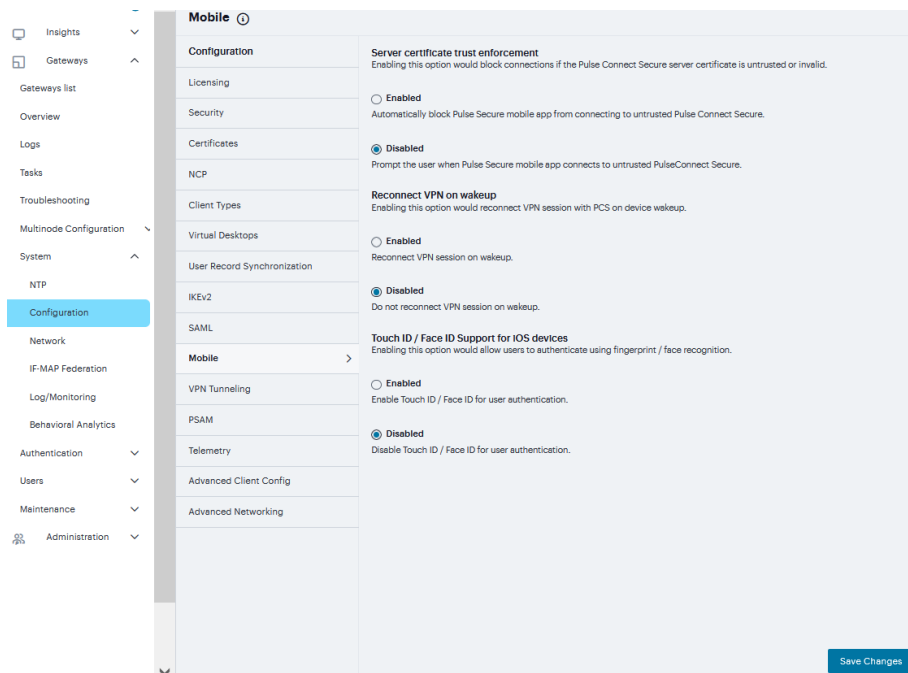 Insights
Gateways
Gateways list
Overview
Logs
Tasks
Troubleshooting
Multinode Configuration
System
NTP
Configuration
Network
IF-MAP Federation
Log/Monitoring
Behavioral Analytics
Authentication
Users
Maintenance
Administration
Mobile
Configuration
Licensing
Security
Certificates
NCP
Client Types
Virtual Desktops
User Record Synchronization
IKEv2
SAML
Mobile
VPN Tunneling
PSAM
Telemetry
Advanced Client Config
Advanced Networking
Server certificate trust enforcement
Enabling this option would block connections if the Pulse Connect Secure server certificate is untrusted or invalid.
Enabled
Automatically block Pulse Secure mobile app from connecting to untrusted Pulse Connect Secure.
Disabled
Prompt the user when Pulse Secure mobile app connects to untrusted PulseConnect Secure.
Reconnect VPN on wakeup
Enabling this option would reconnect VPN session with PCS on device wakeup.
Enabled
Reconnect VPN session on wakeup.
Disabled
Do not reconnect VPN session on wakeup.
Touch ID / Face ID Support for iOS devices
Enabling this option would allow users to authenticate using fingerprint / face recognition.
Enabled
Enable Touch ID / Face ID for user authentication.
Disabled
Disable Touch ID / Face ID for user authentication.
Save Changes